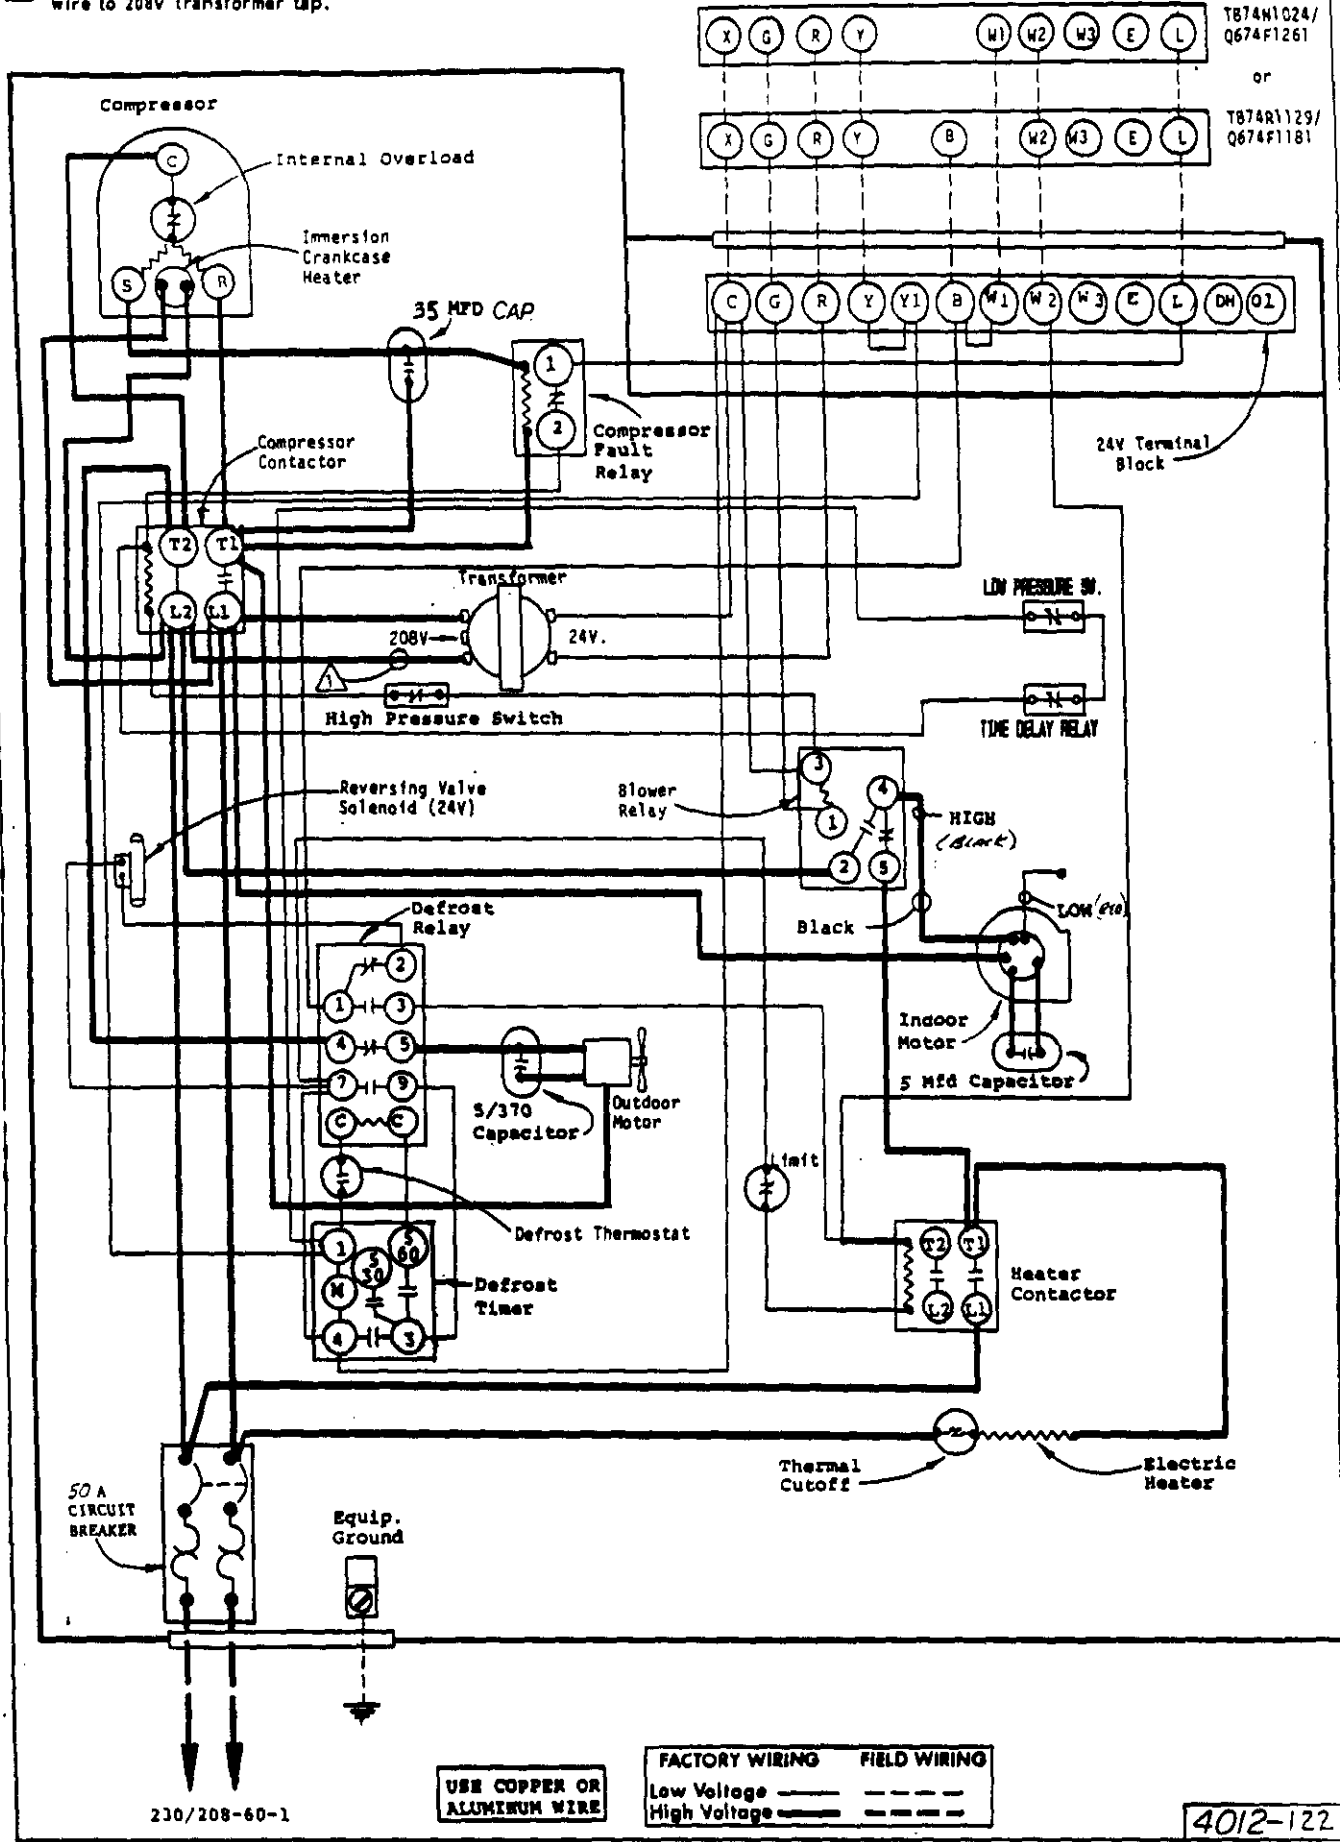 wire to 208V transformer tap.
X G R Y W1 W2 W3 E L
T874N1024/
Q674F1261
or
X G R Y B W2 W3 E L
T874R1129/
Q674F1181
Compressor
C
Internal Overload
Immersion
Crankcase
Heater
S R
35 MFD CAP
C G R Y Y1 B W1 W2 W3 E L DH O1
1
2
Compressor
Fault
Relay
24V Terminal
Block
Compressor
Contactor
T2 T1
L2 L1
Transformer
208V
24V.
1
LOW PRESSURE SW.
High Pressure Switch
TIME DELAY RELAY
Reversing Valve
Solenoid (24V)
Blower
Relay
3
4
1
2
5
HIGH
(Black)
LOW
Black
Defrost
Relay
2
1 3
4 5
7 9
C C
Indoor
Motor
5 Mfd Capacitor
5/370
Capacitor
Outdoor
Motor
Limit
Defrost Thermostat
1
S
30
S
60
M
4 3
Defrost
Timer
T2 T1
L2 L1
Heater
Contactor
Thermal
Cutoff
Electric
Heater
50 A
CIRCUIT
BREAKER
Equip.
Ground
230/208-60-1
USE COPPER OR
ALUMINUM WIRE
FACTORY WIRING FIELD WIRING
Low Voltage
High Voltage
4012-122